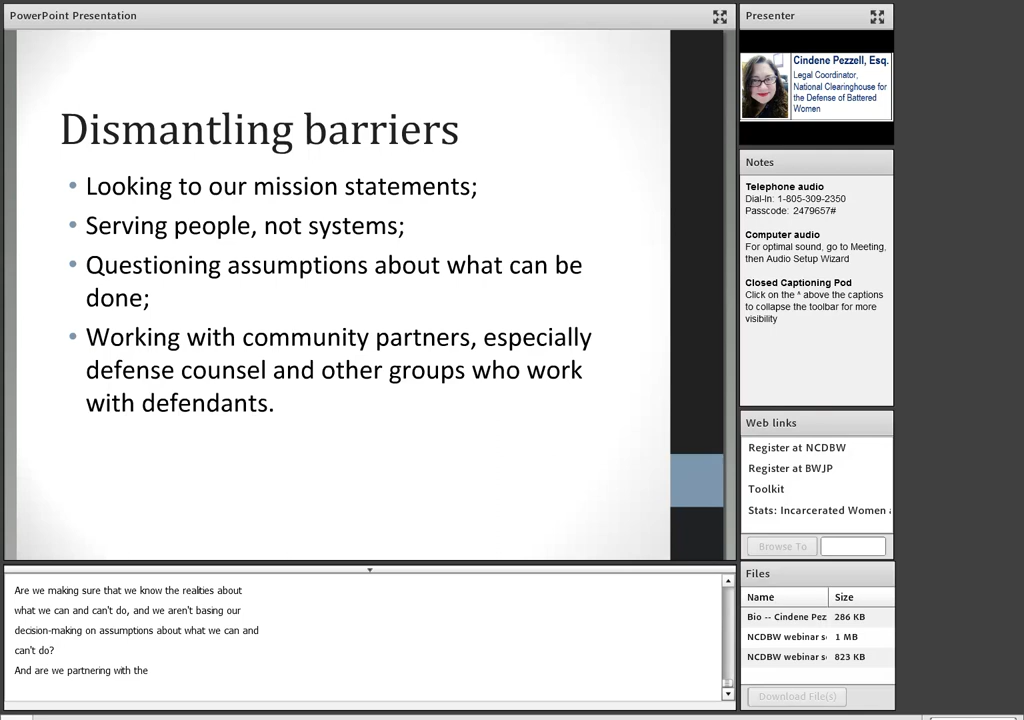 PowerPoint Presentation
Dismantling barriers
• Looking to our mission statements;
• Serving people, not systems;
• Questioning assumptions about what can be
done;
• Working with community partners, especially
defense counsel and other groups who work
with defendants.
Are we making sure that we know the realities about
what we can and can't do, and we aren't basing our
decision-making on assumptions about what we can and
can't do?
And are we partnering with the
Presenter
Cindene Pezzell, Esq.
Legal Coordinator,
National Clearinghouse for
the Defense of Battered
Women
Notes
Telephone audio
Dial-In: 1-805-309-2350
Passcode: 2479657#
Computer audio
For optimal sound, go to Meeting,
then Audio Setup Wizard
Closed Captioning Pod
Click on the ^ above the captions
to collapse the toolbar for more
visibility
Web links
Register at NCDBW
Register at BWJP
Toolkit
Stats: Incarcerated Women a
Browse To
Files
Name Size
Bio -- Cindene Pez 286 KB
NCDBW webinar s 1 MB
NCDBW webinar s 823 KB
Download File(s)